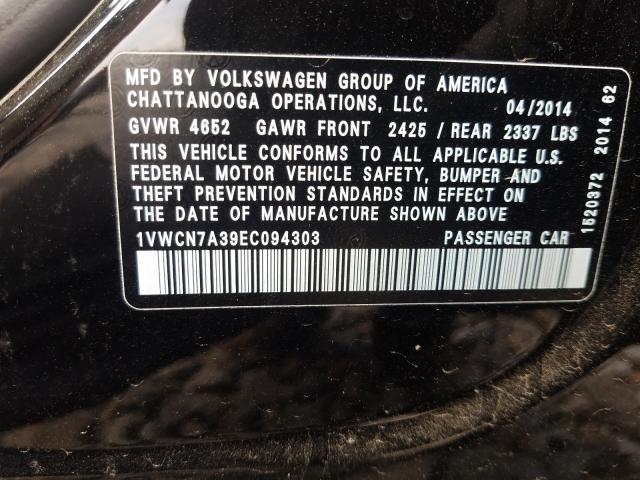 MFD BY VOLKSWAGEN GROUP OF AMERICA
CHATTANOOGA OPERATIONS, LLC. 04/2014
GVWR 4652 GAWR FRONT 2425 / REAR 2337 LBS
THIS VEHICLE CONFORMS TO ALL APPLICABLE U.S.
FEDERAL MOTOR VEHICLE SAFETY, BUMPER AND
THEFT PREVENTION STANDARDS IN EFFECT ON
THE DATE OF MANUFACTURE SHOWN ABOVE
1VWCN7A39EC094303 PASSENGER CAR
1520372 2014 62